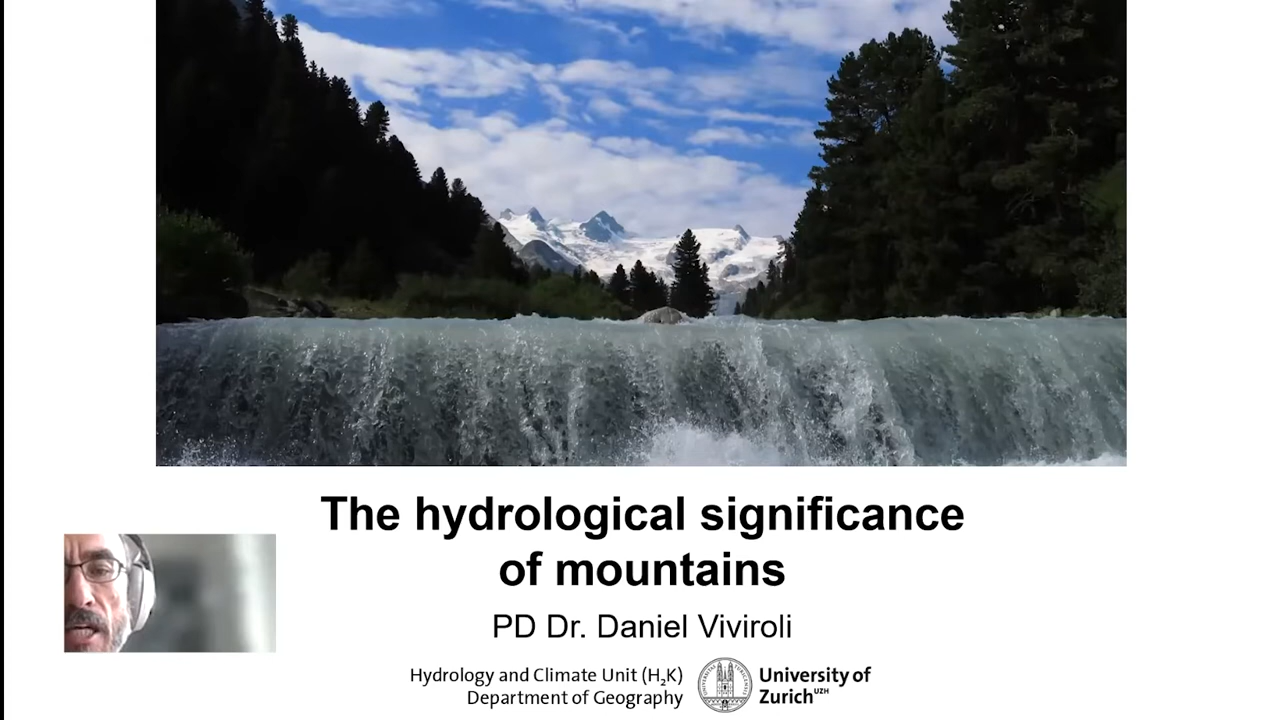 The hydrological significance
of mountains
PD Dr. Daniel Viviroli
Hydrology and Climate Unit (H₂K)
Department of Geography
University of
Zurich UZH